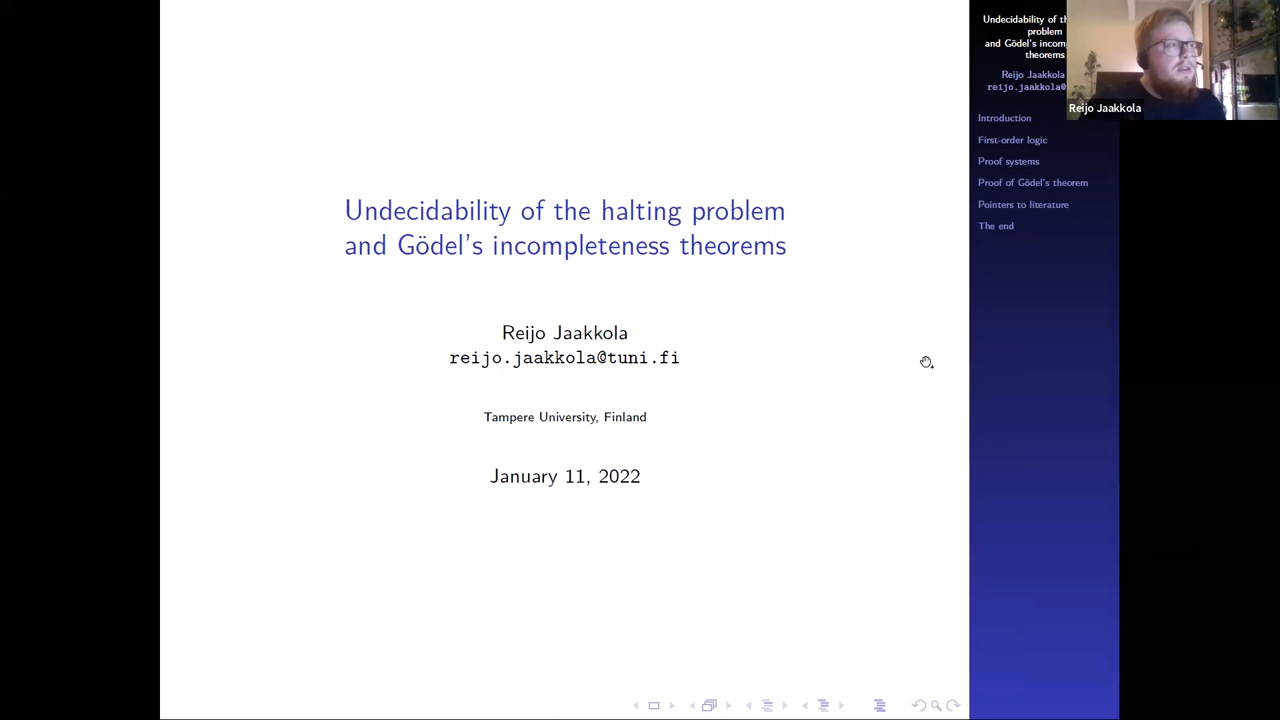 Undecidability of the halting problem
and Gödel's incompleteness theorems
Reijo Jaakkola
reijo.jaakkola@tuni.fi
Tampere University, Finland
January 11, 2022
Undecidability of
problem
and Gödel's
theorems
Reijo Jaakkola
reijo.jaakkola
Introduction
First-order logic
Proof systems
Proof of Gödel's theorem
Pointers to literature
The end
Reijo Jaakkola